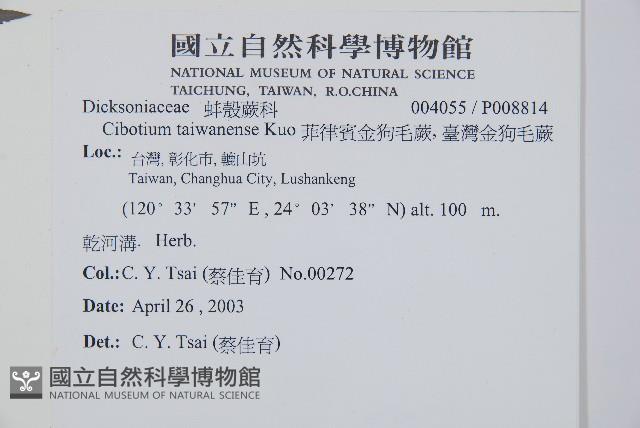 國立自然科學博物館
NATIONAL MUSEUM OF NATURAL SCIENCE
TAICHUNG, TAIWAN, R.O.CHINA
Dicksoniaceae 蚌殼蕨科 004055 / P008814
Cibotium taiwanense Kuo 菲律賓金狗毛蕨, 臺灣金狗毛蕨
Loc.: 台灣, 彰化市, 山坑
Taiwan, Changhua City, Lushankeng
(120° 33’ 57” E , 24° 03’ 38” N) alt. 100 m.
乾河溝. Herb.
Col.: C. Y. Tsai (蔡佳育) No.00272
Date: April 26 , 2003
Det.: C. Y. Tsai (蔡佳育)
國立自然科學博物館
NATIONAL MUSEUM OF NATURAL SCIENCE